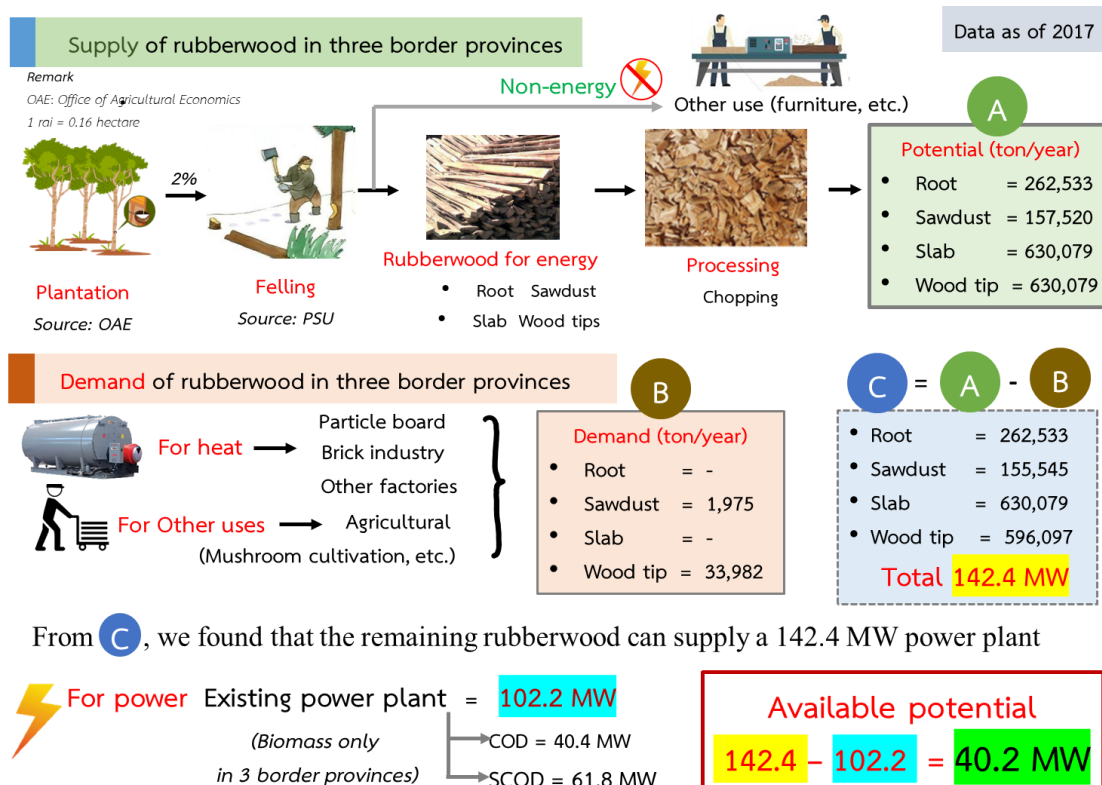 Supply of rubberwood in three border provinces
Data as of 2017
Remark
OAE: Office of Agricultural Economics
1 rai = 0.16 hectare
Non-energy
Other use (furniture, etc.)
2%
Plantation
Source: OAE
Felling
Source: PSU
Rubberwood for energy
• Root Sawdust
• Slab Wood tips
Processing
Chopping
A
Potential (ton/year)
• Root = 262,533
• Sawdust = 157,520
• Slab = 630,079
• Wood tip = 630,079
Demand of rubberwood in three border provinces
For heat
Particle board
Brick industry
Other factories
For Other uses
Agricultural
(Mushroom cultivation, etc.)
B
Demand (ton/year)
• Root = -
• Sawdust = 1,975
• Slab = -
• Wood tip = 33,982
C = A - B
• Root = 262,533
• Sawdust = 155,545
• Slab = 630,079
• Wood tip = 596,097
Total 142.4 MW
From C, we found that the remaining rubberwood can supply a 142.4 MW power plant
For power Existing power plant = 102.2 MW
(Biomass only
in 3 border provinces)
COD = 40.4 MW
SCOD = 61.8 MW
Available potential
142.4 – 102.2 = 40.2 MW